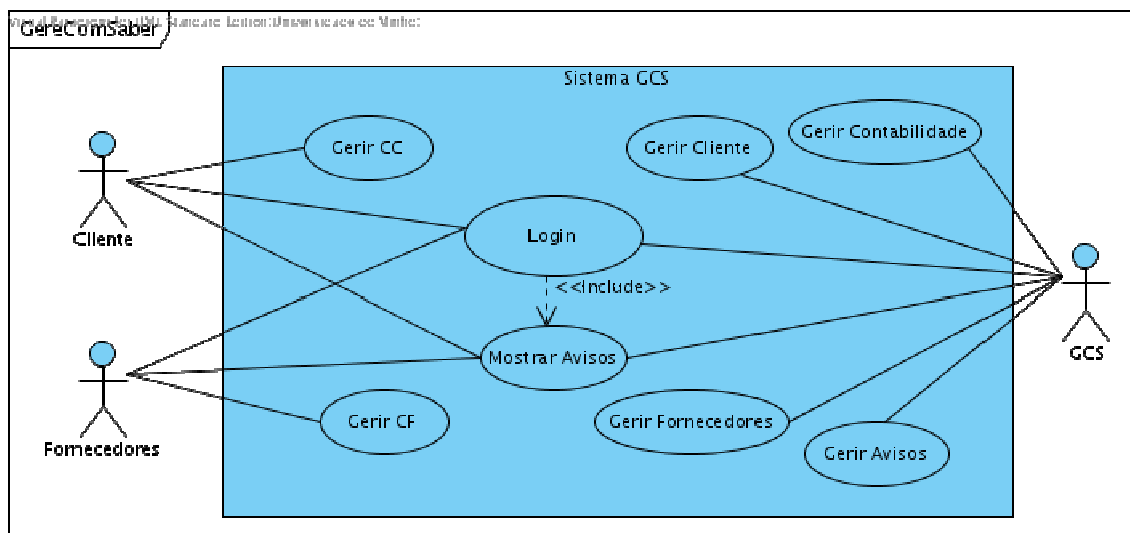 GereComSaber
Sistema GCS
Gerir CC
Gerir Cliente
Gerir Contabilidade
Login
Cliente
<<include>>
Mostrar Avisos
GCS
Gerir CF
Gerir Fornecedores
Fornecedores
Gerir Avisos